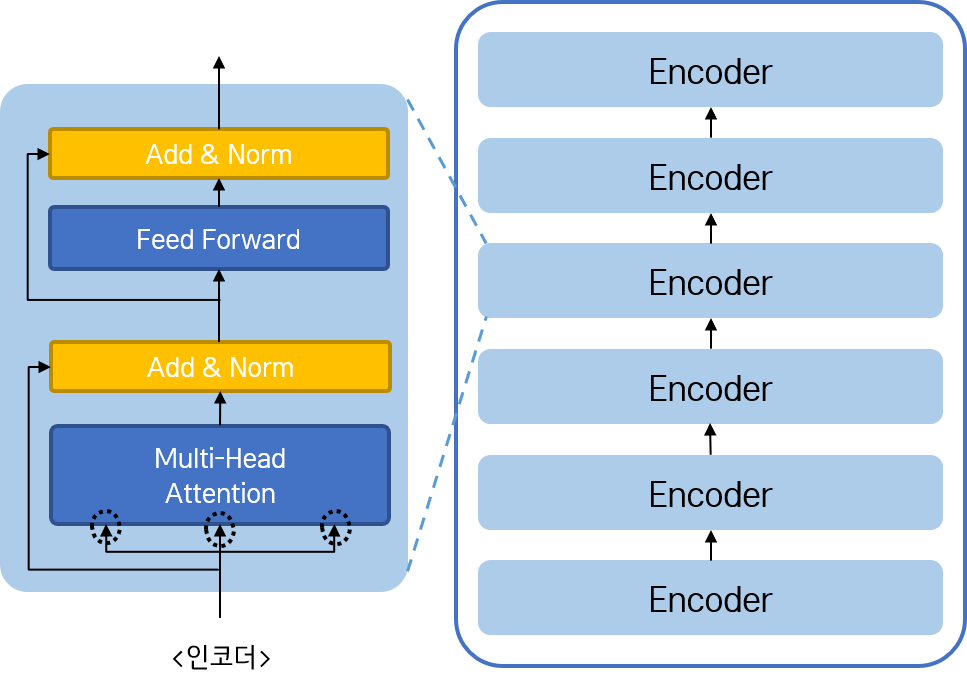 Add & Norm
Feed Forward
Add & Norm
Multi-Head
Attention
<인코더>
Encoder
Encoder
Encoder
Encoder
Encoder
Encoder